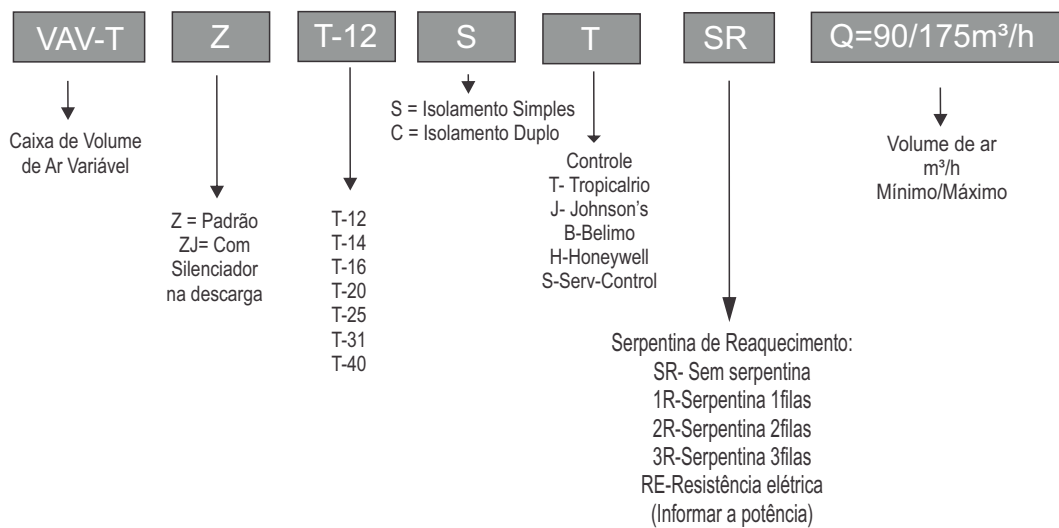 VAV-T
Z
T-12
S
T
SR
Q=90/175m³/h
Caixa de Volume
de Ar Variável
Z = Padrão
ZJ= Com
Silenciador
na descarga
T-12
T-14
T-16
T-20
T-25
T-31
T-40
S = Isolamento Simples
C = Isolamento Duplo
Controle
T- Tropicalrio
J- Johnson’s
B-Belimo
H-Honeywell
S-Serv-Control
Serpentina de Reaquecimento:
SR- Sem serpentina
1R-Serpentina 1filas
2R-Serpentina 2filas
3R-Serpentina 3filas
RE-Resistência elétrica
(Informar a potência)
Volume de ar
m³/h
Mínimo/Máximo